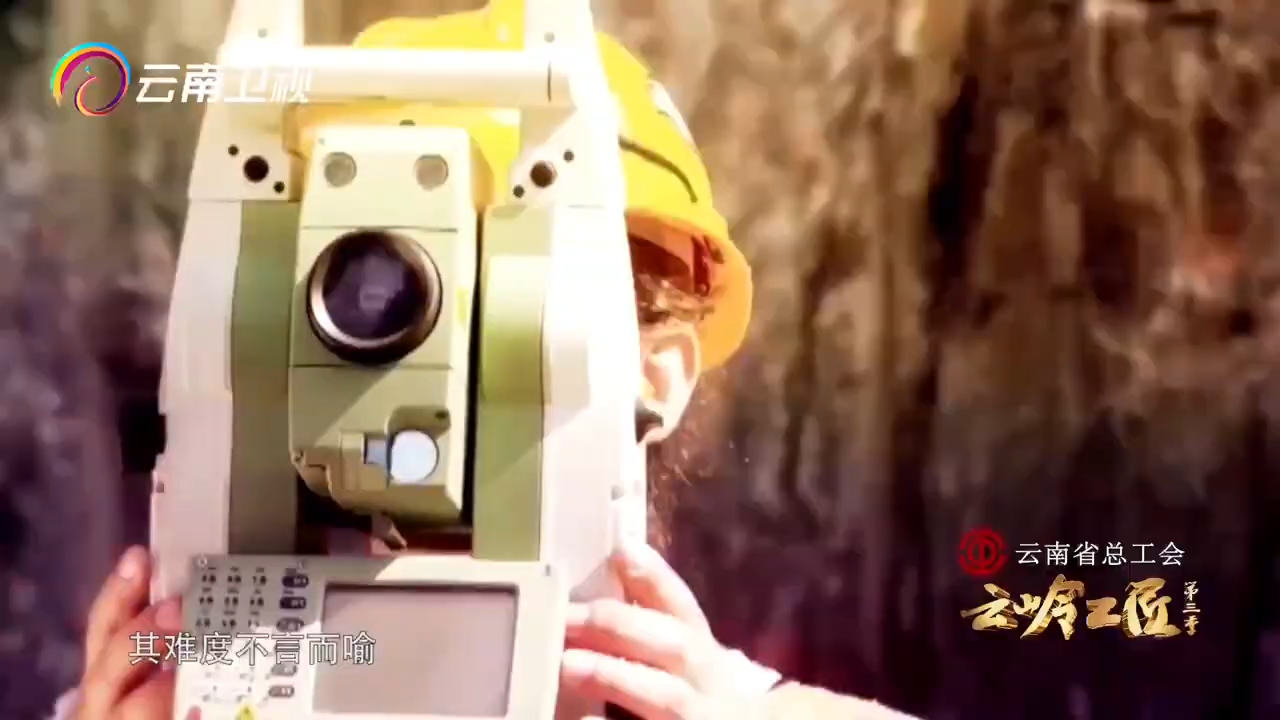 云南卫视
云南省总工会
云岭工匠
第三季
其难度不言而喻